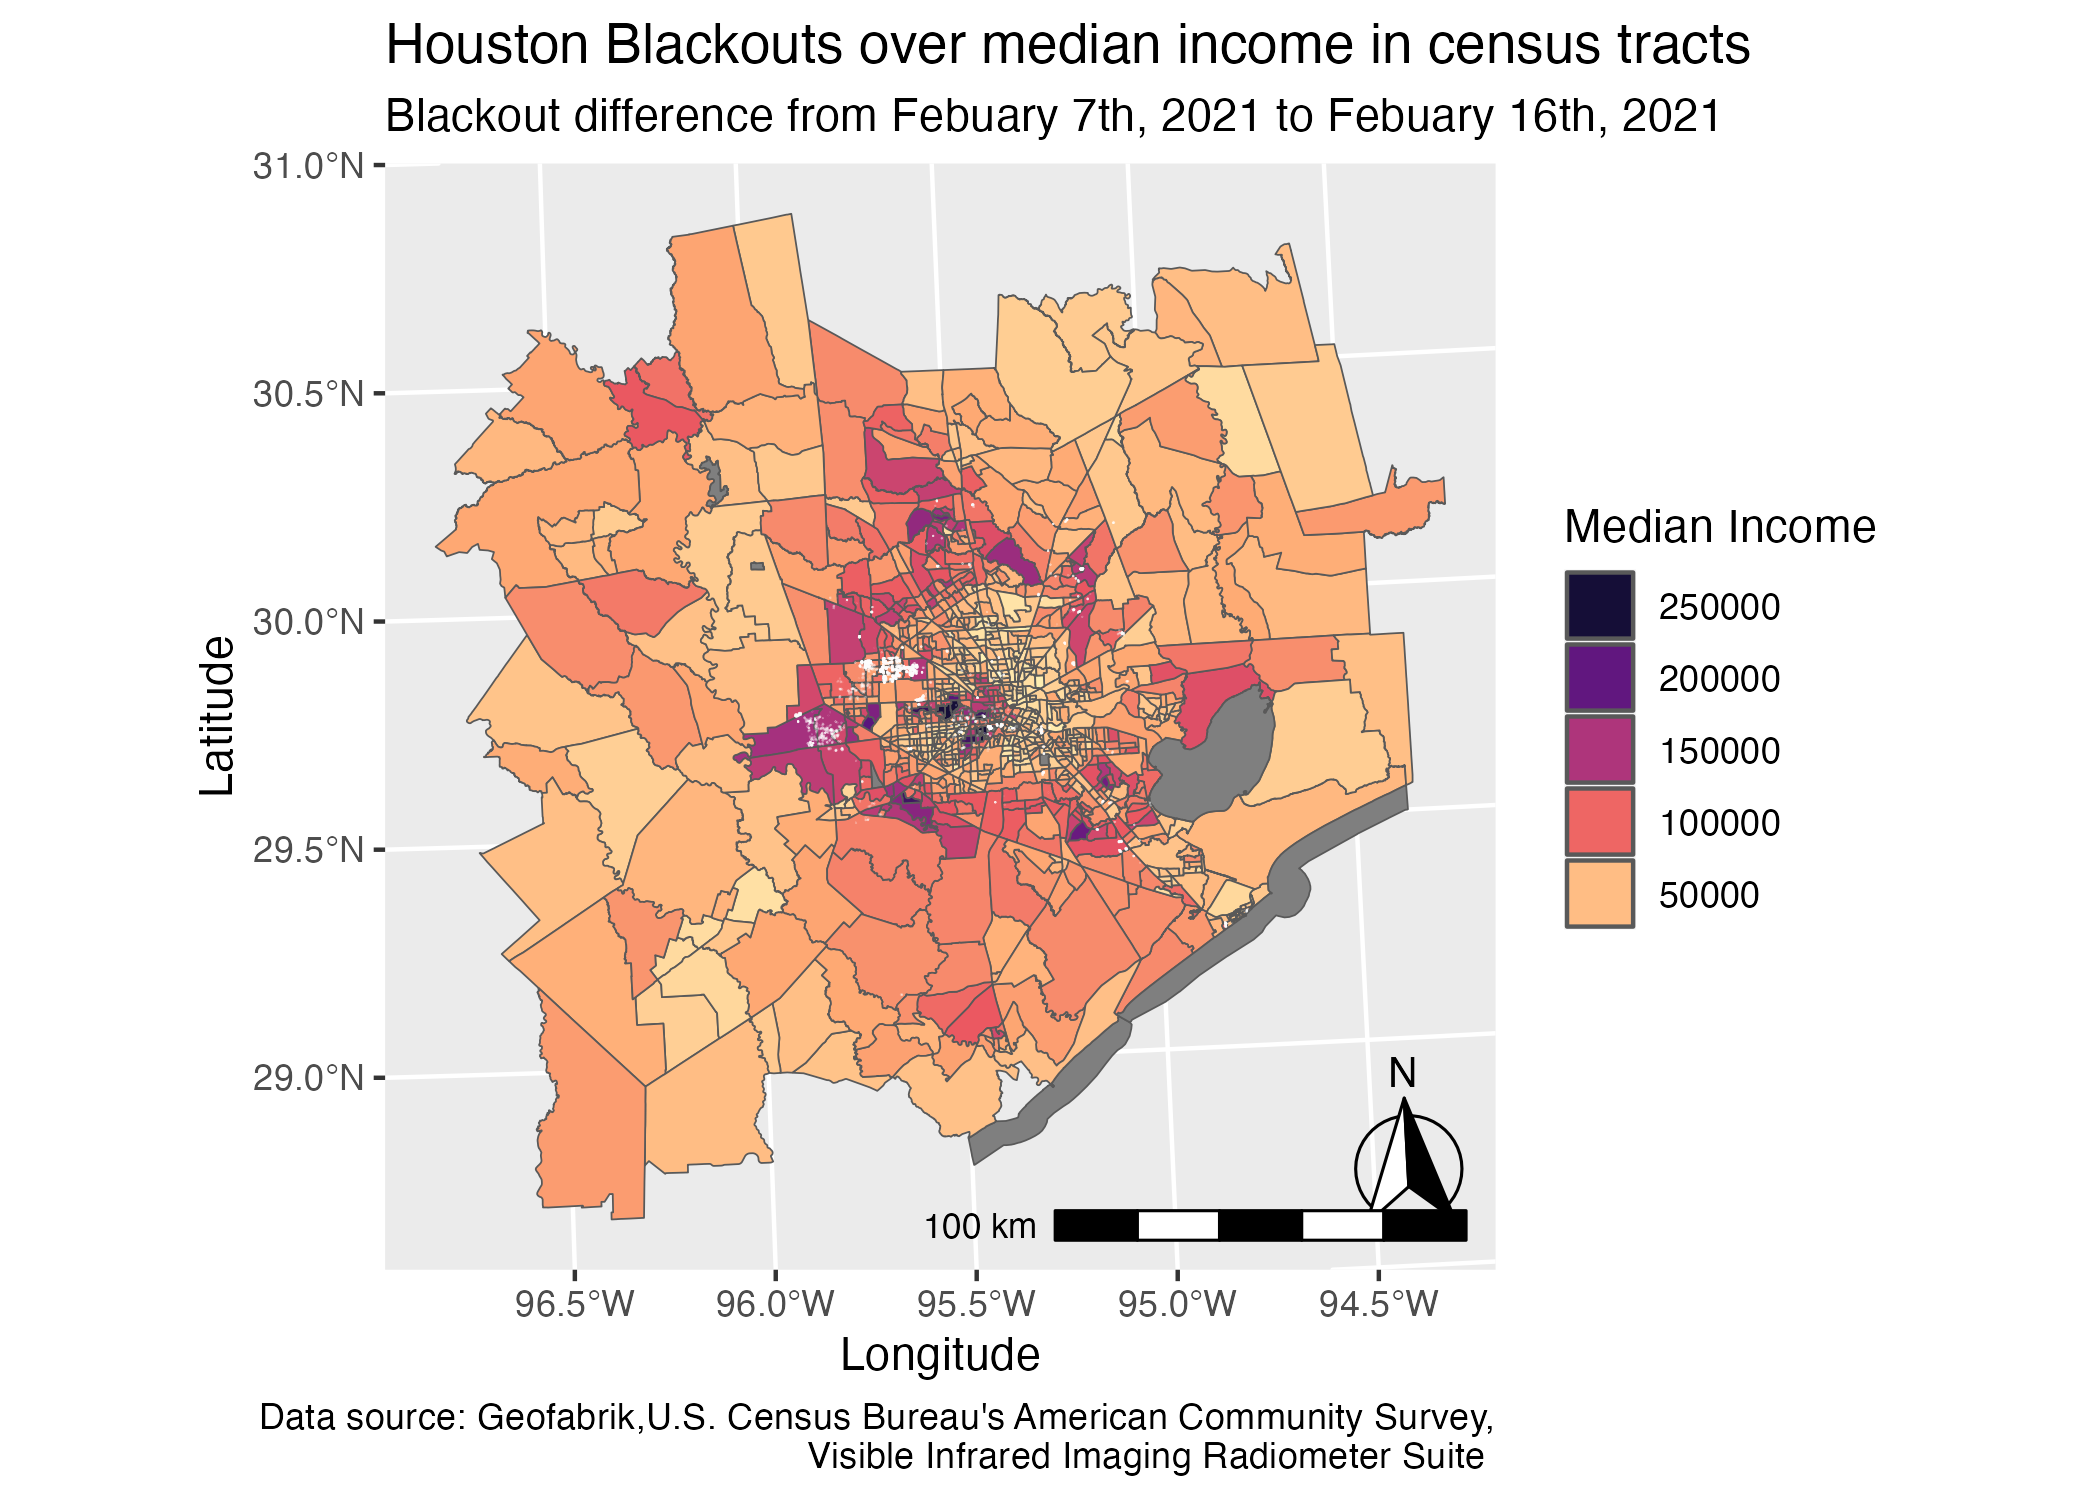 Houston Blackouts over median income in census tracts
Blackout difference from Febuary 7th, 2021 to Febuary 16th, 2021
31.0°N
30.5°N
30.0°N
29.5°N
29.0°N
Latitude
Median Income
250000
200000
150000
100000
50000
N
100 km
96.5°W
96.0°W
95.5°W
95.0°W
94.5°W
Longitude
Data source: Geofabrik,U.S. Census Bureau's American Community Survey,
Visible Infrared Imaging Radiometer Suite